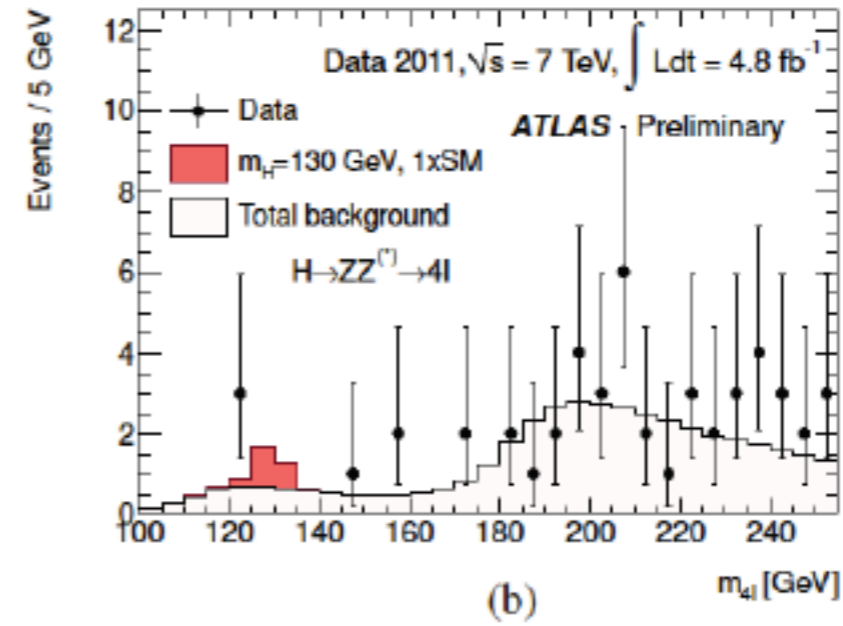 Events / 5 GeV
12
10
8
6
4
2
0
Data 2011, √s = 7 TeV, ∫ Ldt = 4.8 fb⁻¹
ATLAS Preliminary
Data
m_H=130 GeV, 1xSM
Total background
H→ZZ⁽*⁾→4l
100 120 140 160 180 200 220 240
m_4l [GeV]
(b)